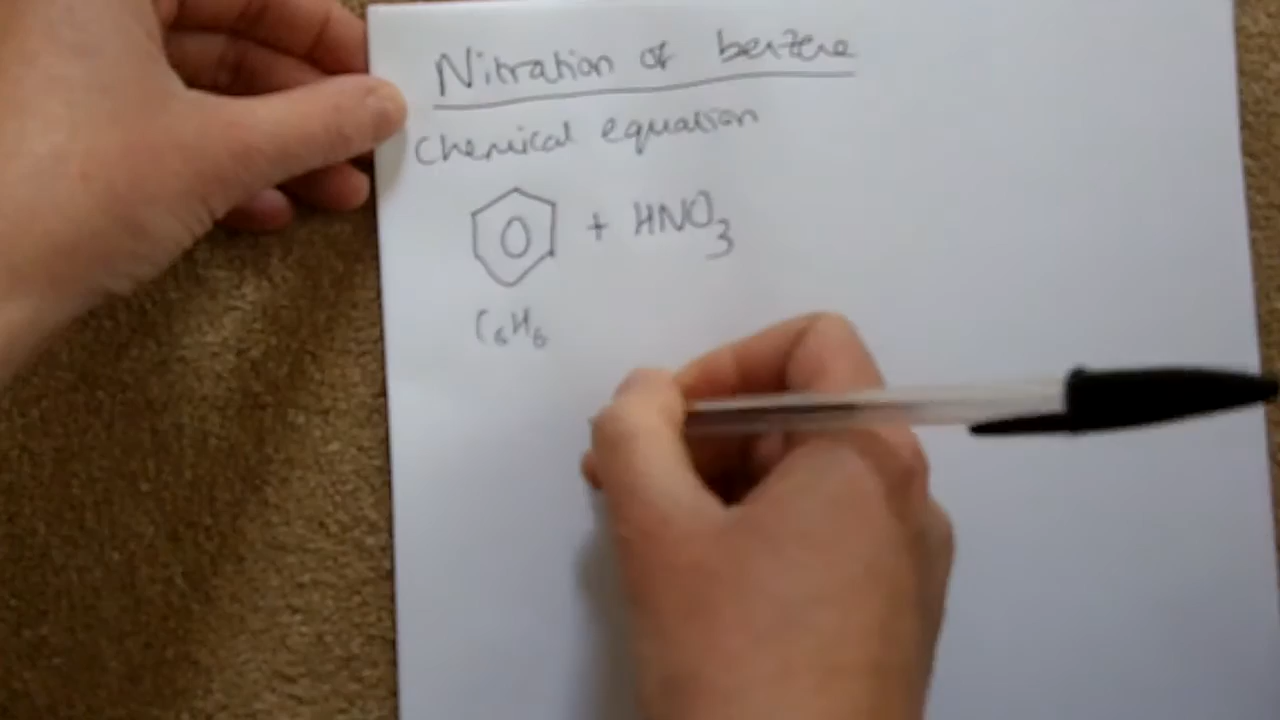 Nitration of benzene
Chemical equation
+ HNO3
C6H6